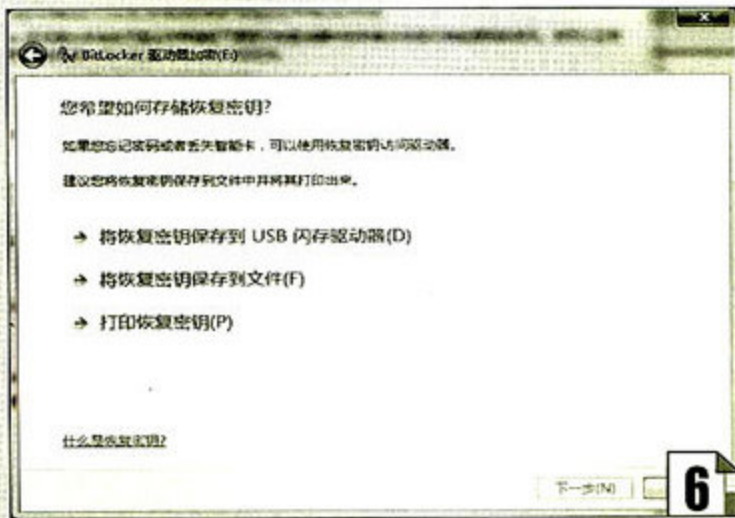 BitLocker 驱动器加密(E:)
您希望如何存储恢复密钥?
如果您忘记密码或者丢失智能卡，可以使用恢复密钥访问驱动器。
建议您将恢复密钥保存到文件中并将其打印出来。
→ 将恢复密钥保存到 USB 闪存驱动器(D)
→ 将恢复密钥保存到文件(F)
→ 打印恢复密钥(P)
什么是恢复密钥?
下一步(N)
6